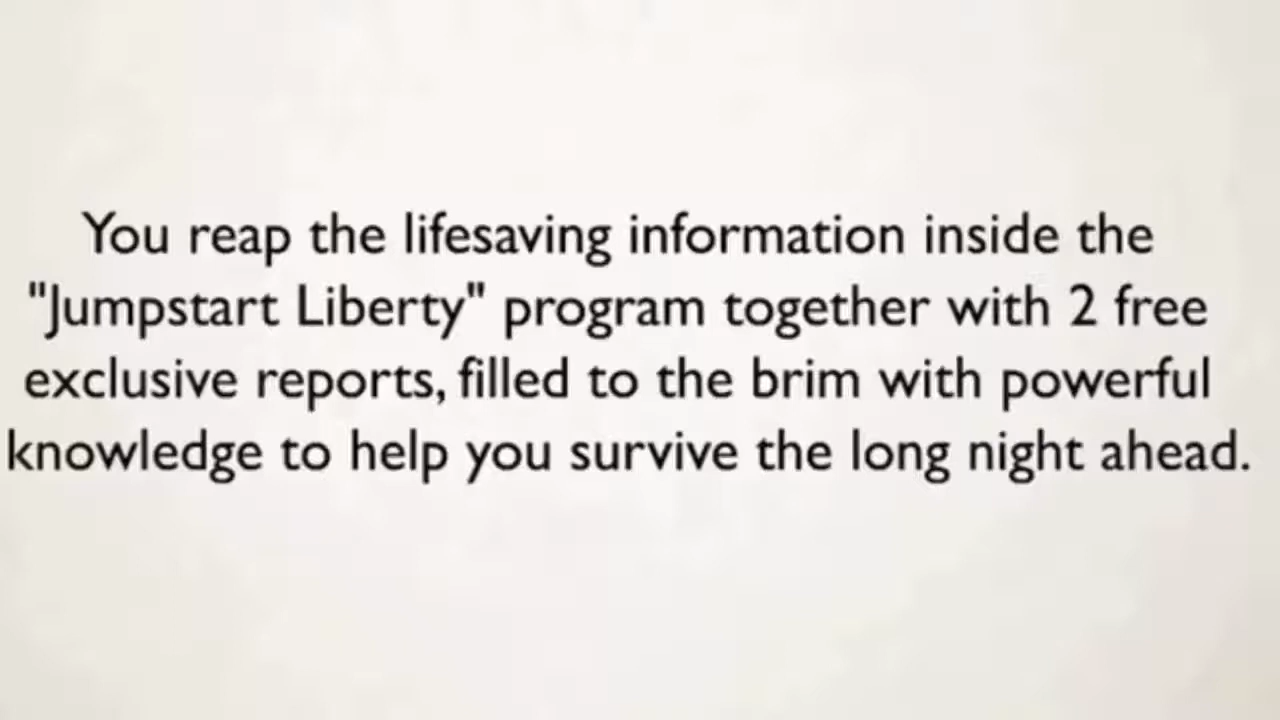 You reap the lifesaving information inside the
"Jumpstart Liberty" program together with 2 free
exclusive reports, filled to the brim with powerful
knowledge to help you survive the long night ahead.